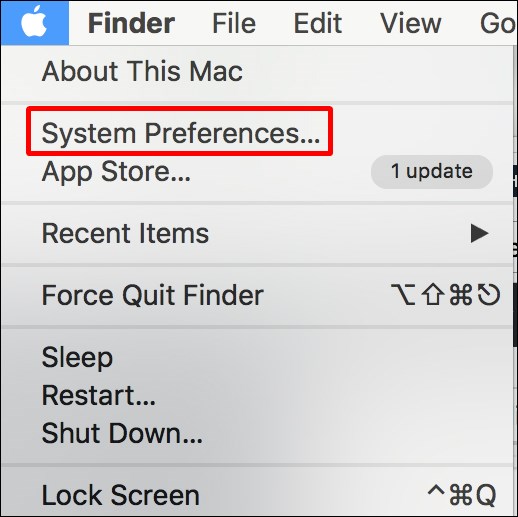 Finder File Edit View Go
About This Mac
System Preferences...
App Store... 1 update
Recent Items ▶
Force Quit Finder ⌥⇧⌘⎋
Sleep
Restart...
Shut Down...
Lock Screen ^⌘Q